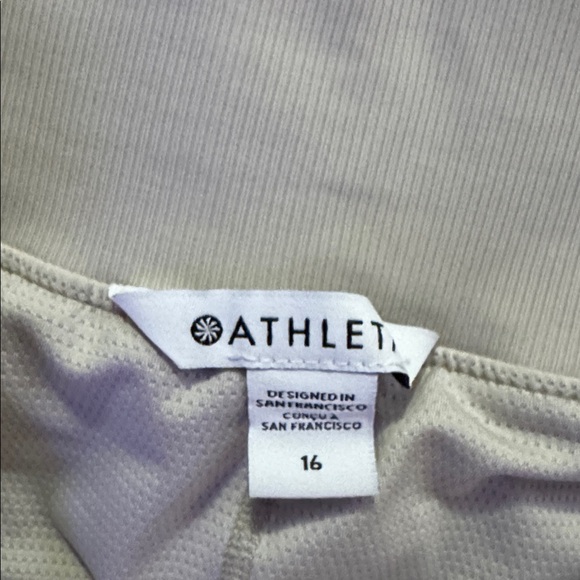 ATHLET
DESIGNED IN
SAN FRANCISCO
CONÇU À
SAN FRANCISCO
16